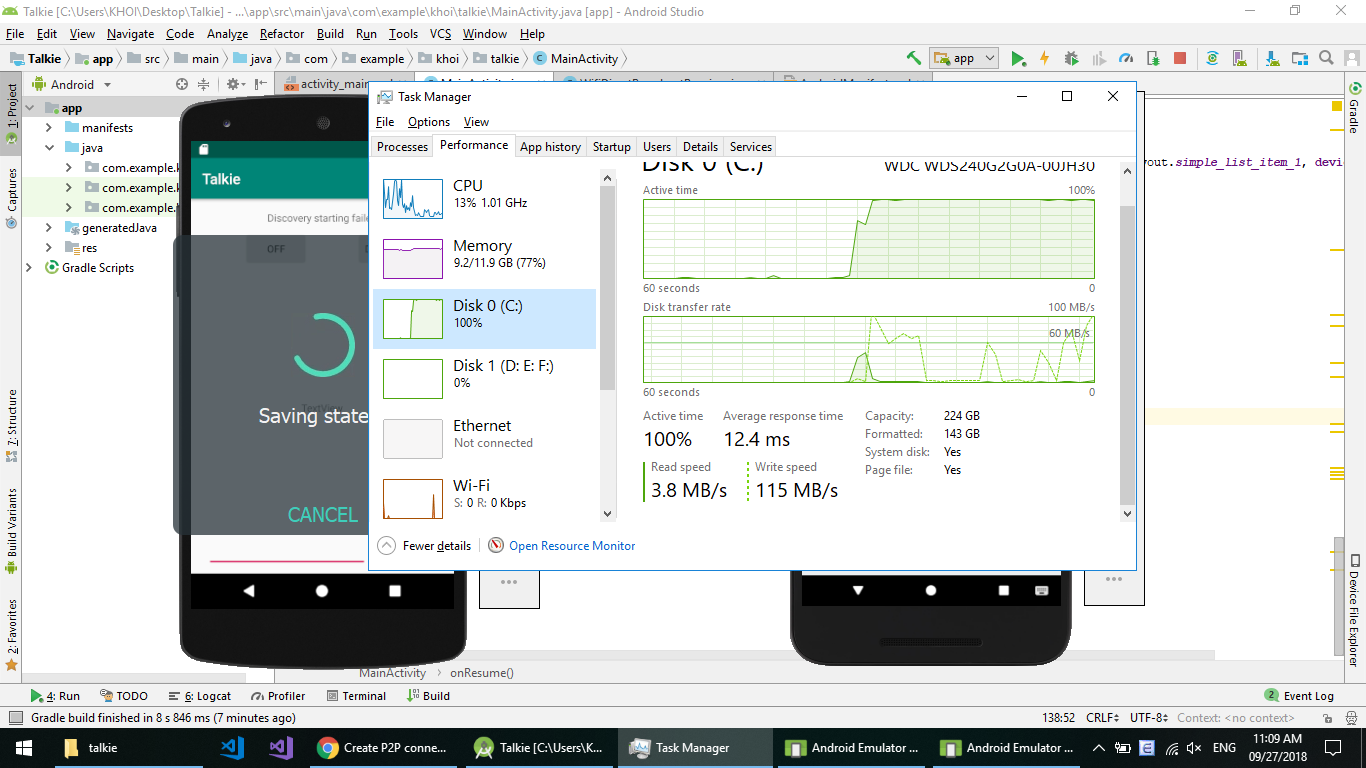 Talkie [C:\Users\KHOI\Desktop\Talkie] - ...\app\src\main\java\com\example\khoi\talkie\MainActivity.java [app] - Android Studio
File Edit View Navigate Code Analyze Refactor Build Run Tools VCS Window Help
Talkie app src main java com example khoi talkie MainActivity
app
Android
activity_main
1: Project
Captures
7: Structure
Build Variants
2: Favorites
Gradle
Device File Explorer
app
manifests
java
com.example.k
com.example.k
com.example.
generatedJava
res
Gradle Scripts
Talkie
Discovery starting faile
OFF
Saving state
CANCEL
Task Manager
File Options View
Processes Performance App history Startup Users Details Services
CPU
13% 1.01 GHz
Memory
9.2/11.9 GB (77%)
Disk 0 (C:)
100%
Disk 1 (D: E: F:)
0%
Ethernet
Not connected
Wi-Fi
S: 0 R: 0 Kbps
Disk 0 (C:) WDC WDS240G2G0A-00JH30
Active time 100%
60 seconds 0
Disk transfer rate 100 MB/s
60 MB/s
60 seconds 0
Active time Average response time
100% 12.4 ms
Read speed Write speed
3.8 MB/s 115 MB/s
Capacity: 224 GB
Formatted: 143 GB
System disk: Yes
Page file: Yes
Fewer details Open Resource Monitor
yout.simple_list_item_1, devic
MainActivity onResume()
4: Run TODO 6: Logcat Profiler Terminal Build 2 Event Log
Gradle build finished in 8 s 846 ms (7 minutes ago) 138:52 CRLF UTF-8 Context: <no context>
talkie Create P2P conne... Talkie [C:\Users\K... Task Manager Android Emulator ... Android Emulator ... ENG 11:09 AM
09/27/2018